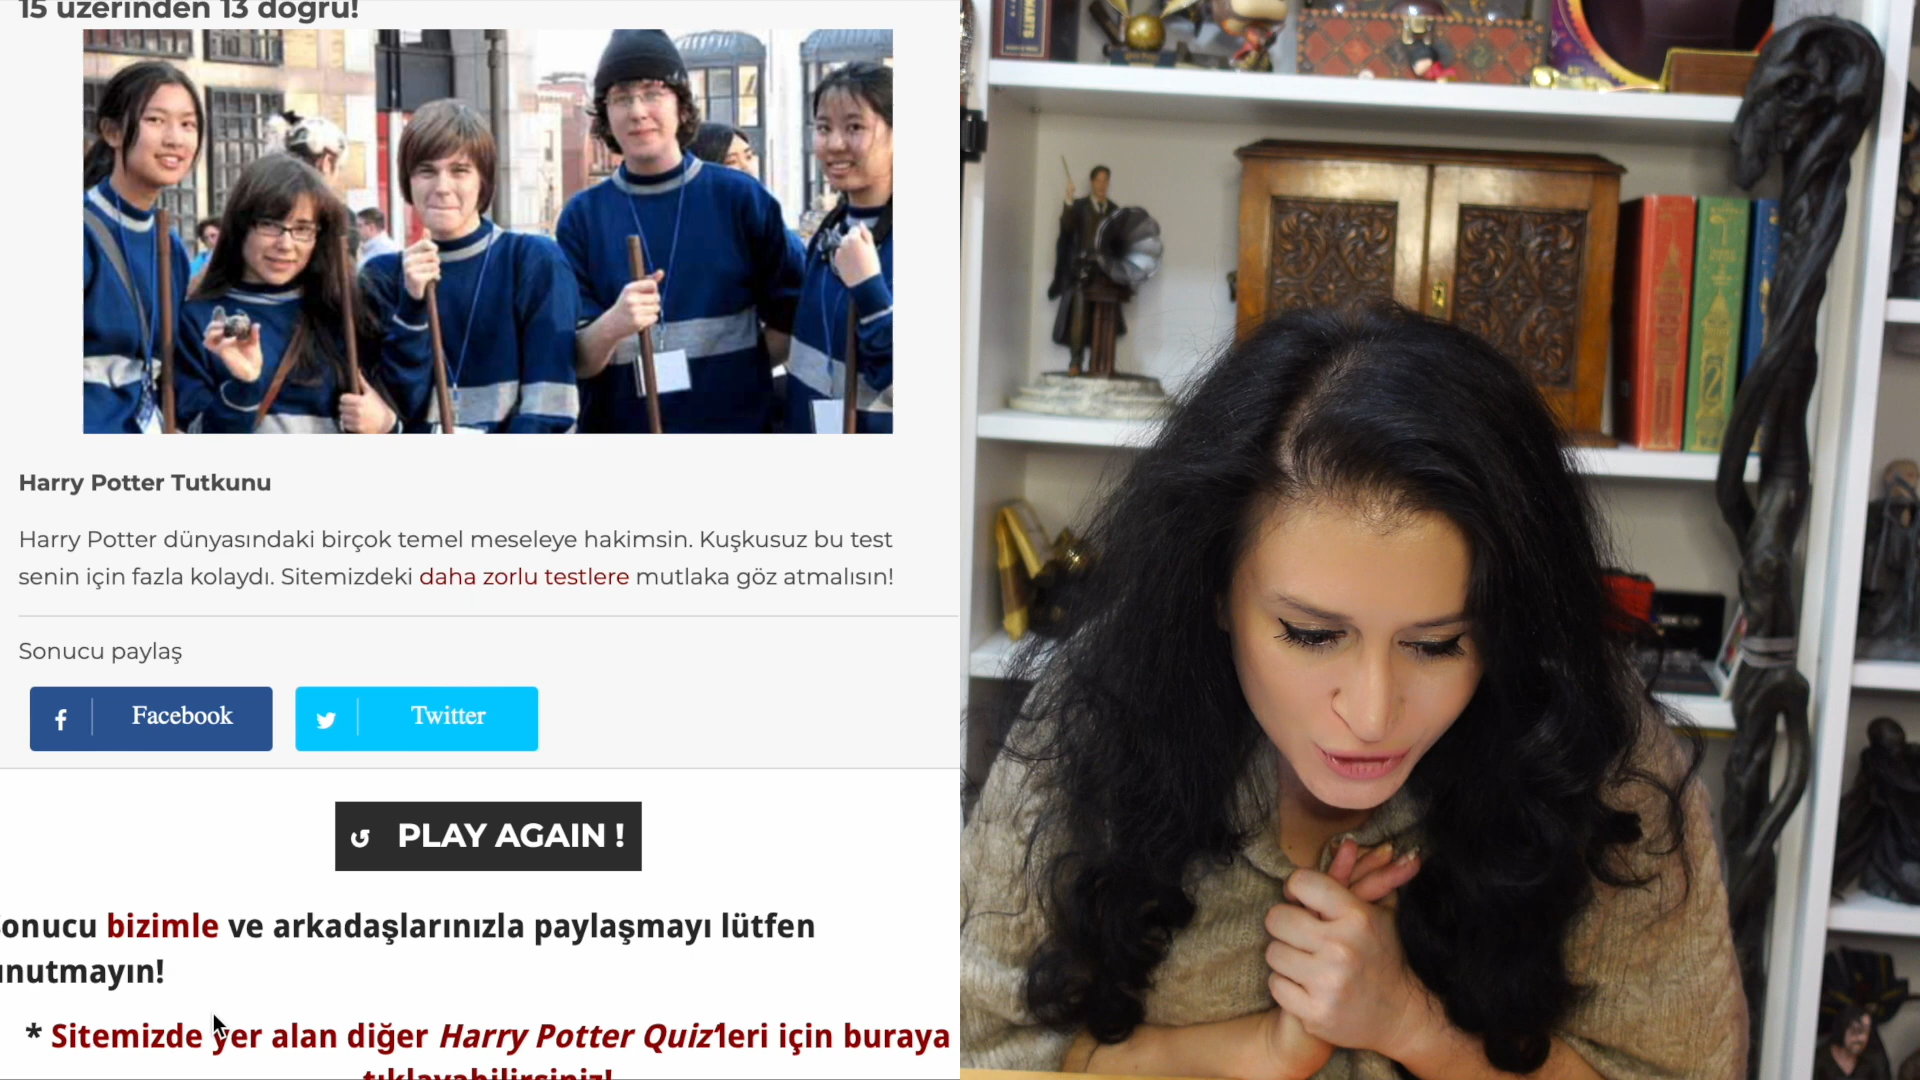 15 üzerinden 13 doğru!
Harry Potter Tutkunu
Harry Potter dünyasındaki birçok temel meseleye hakimsin. Kuşkusuz bu test
senin için fazla kolaydı. Sitemizdeki daha zorlu testlere mutlaka göz atmalısın!
Sonucu paylaş
Facebook
Twitter
PLAY AGAIN !
onucu bizimle ve arkadaşlarınızla paylaşmayı lütfen
nutmayın!
* Sitemizde yer alan diğer Harry Potter Quiz'leri için buraya
tıklayabilirsiniz!